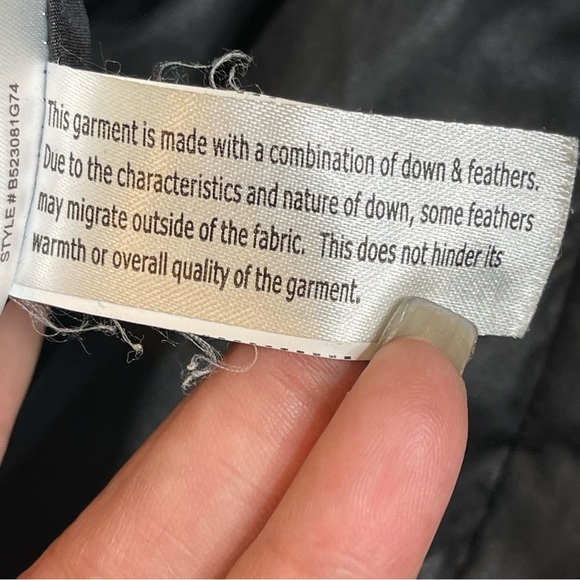 STYLE # B523081G74
This garment is made with a combination of down & feathers.
Due to the characteristics and nature of down, some feathers
may migrate outside of the fabric. This does not hinder its
warmth or overall quality of the garment.